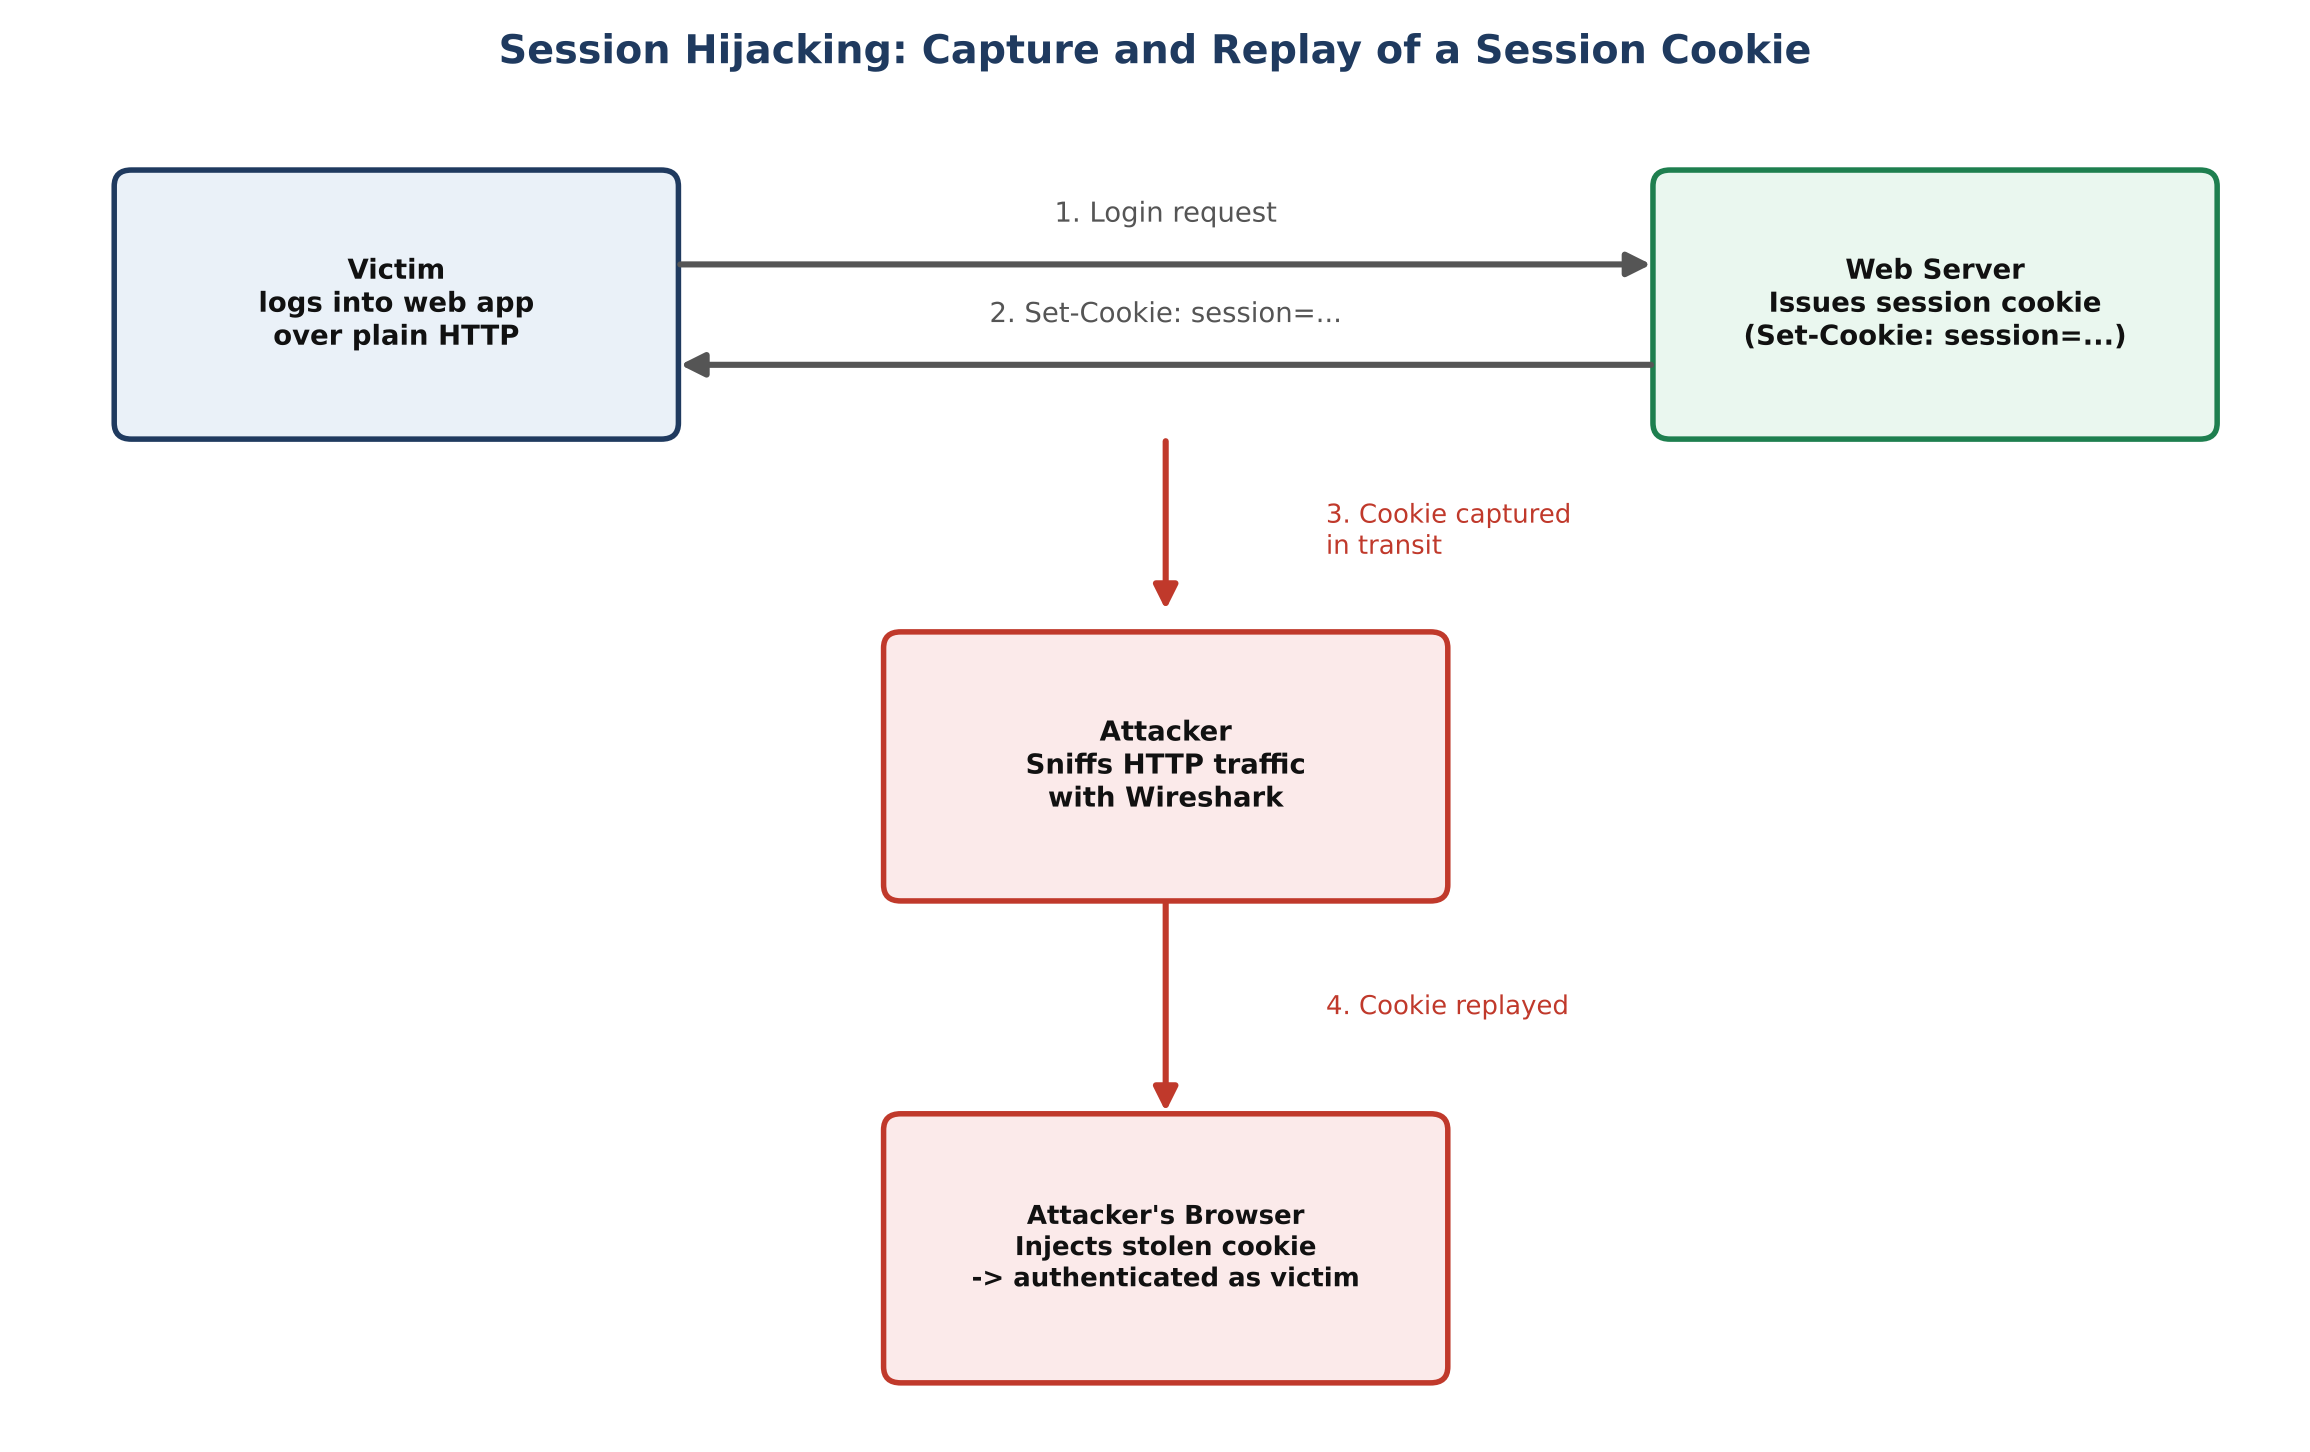 Session Hijacking: Capture and Replay of a Session Cookie
Victim
logs into web app
over plain HTTP
1. Login request
2. Set-Cookie: session=...
Web Server
Issues session cookie
(Set-Cookie: session=...)
3. Cookie captured
in transit
Attacker
Sniffs HTTP traffic
with Wireshark
4. Cookie replayed
Attacker's Browser
Injects stolen cookie
-> authenticated as victim